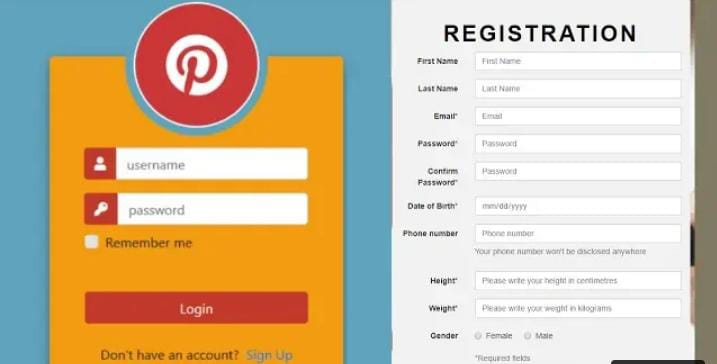 username
password
Remember me
Login
Don't have an account? Sign Up
REGISTRATION
First Name First Name
Last Name Last Name
Email* Email
Password* Password
Confirm Password
Password*
Date of Birth* mm/dd/yyyy
Phone number Phone number
Your phone number won't be disclosed anywhere
Height* Please write your height in centimetres
Weight* Please write your weight in kilograms
Gender Female Male
*Required fields